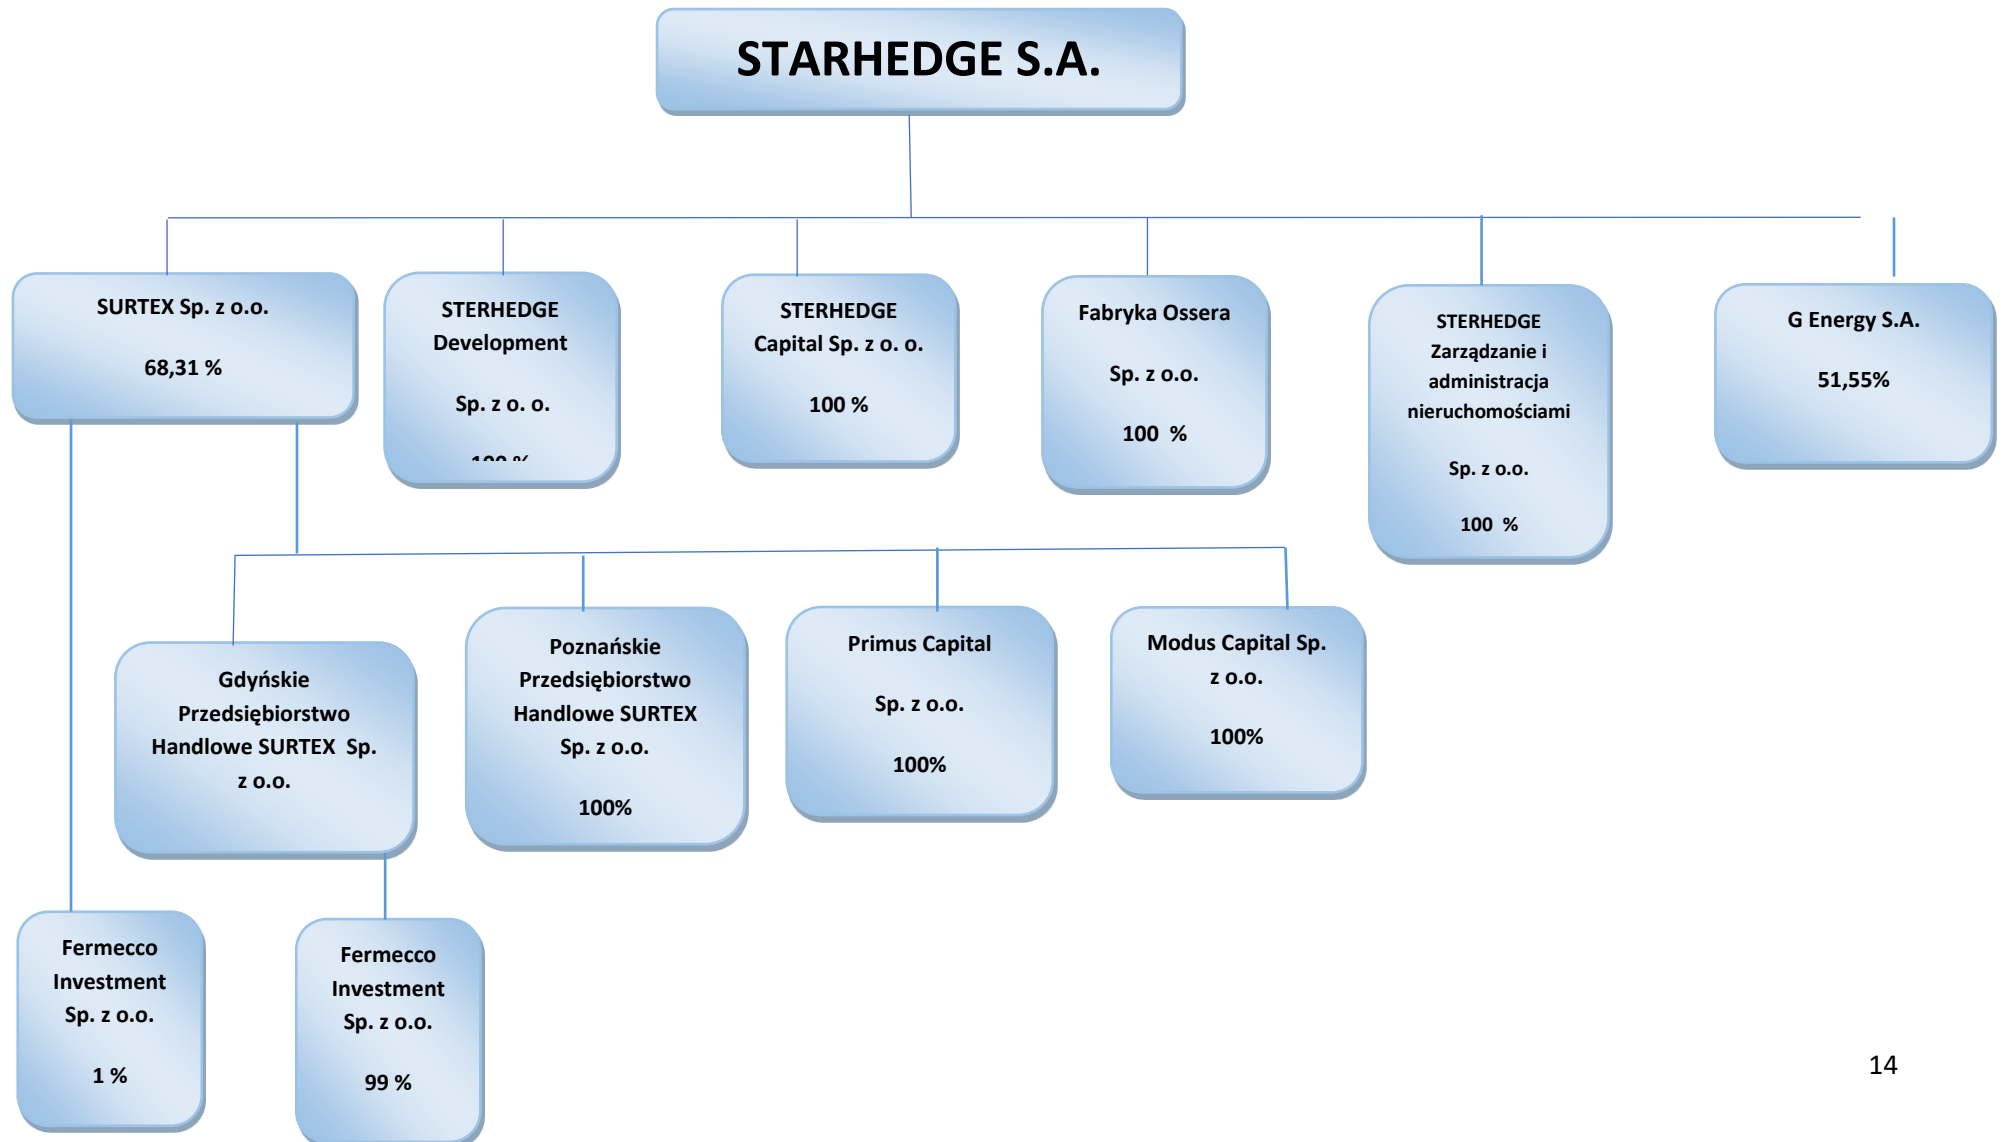 STARHEDGE S.A.
SURTEX Sp. z o.o.
68,31 %
STERHEDGE
Development
Sp. z o. o.
100 %
STERHEDGE
Capital Sp. z o. o.
100 %
Fabryka Ossera
Sp. z o.o.
100 %
STERHEDGE
Zarządzanie i
administracja
nieruchomościami
Sp. z o.o.
100 %
G Energy S.A.
51,55%
Gdyńskie
Przedsiębiorstwo
Handlowe SURTEX Sp.
z o.o.
Poznańskie
Przedsiębiorstwo
Handlowe SURTEX
Sp. z o.o.
100%
Primus Capital
Sp. z o.o.
100%
Modus Capital Sp.
z o.o.
100%
Fermecco
Investment
Sp. z o.o.
1 %
Fermecco
Investment
Sp. z o.o.
99 %
14